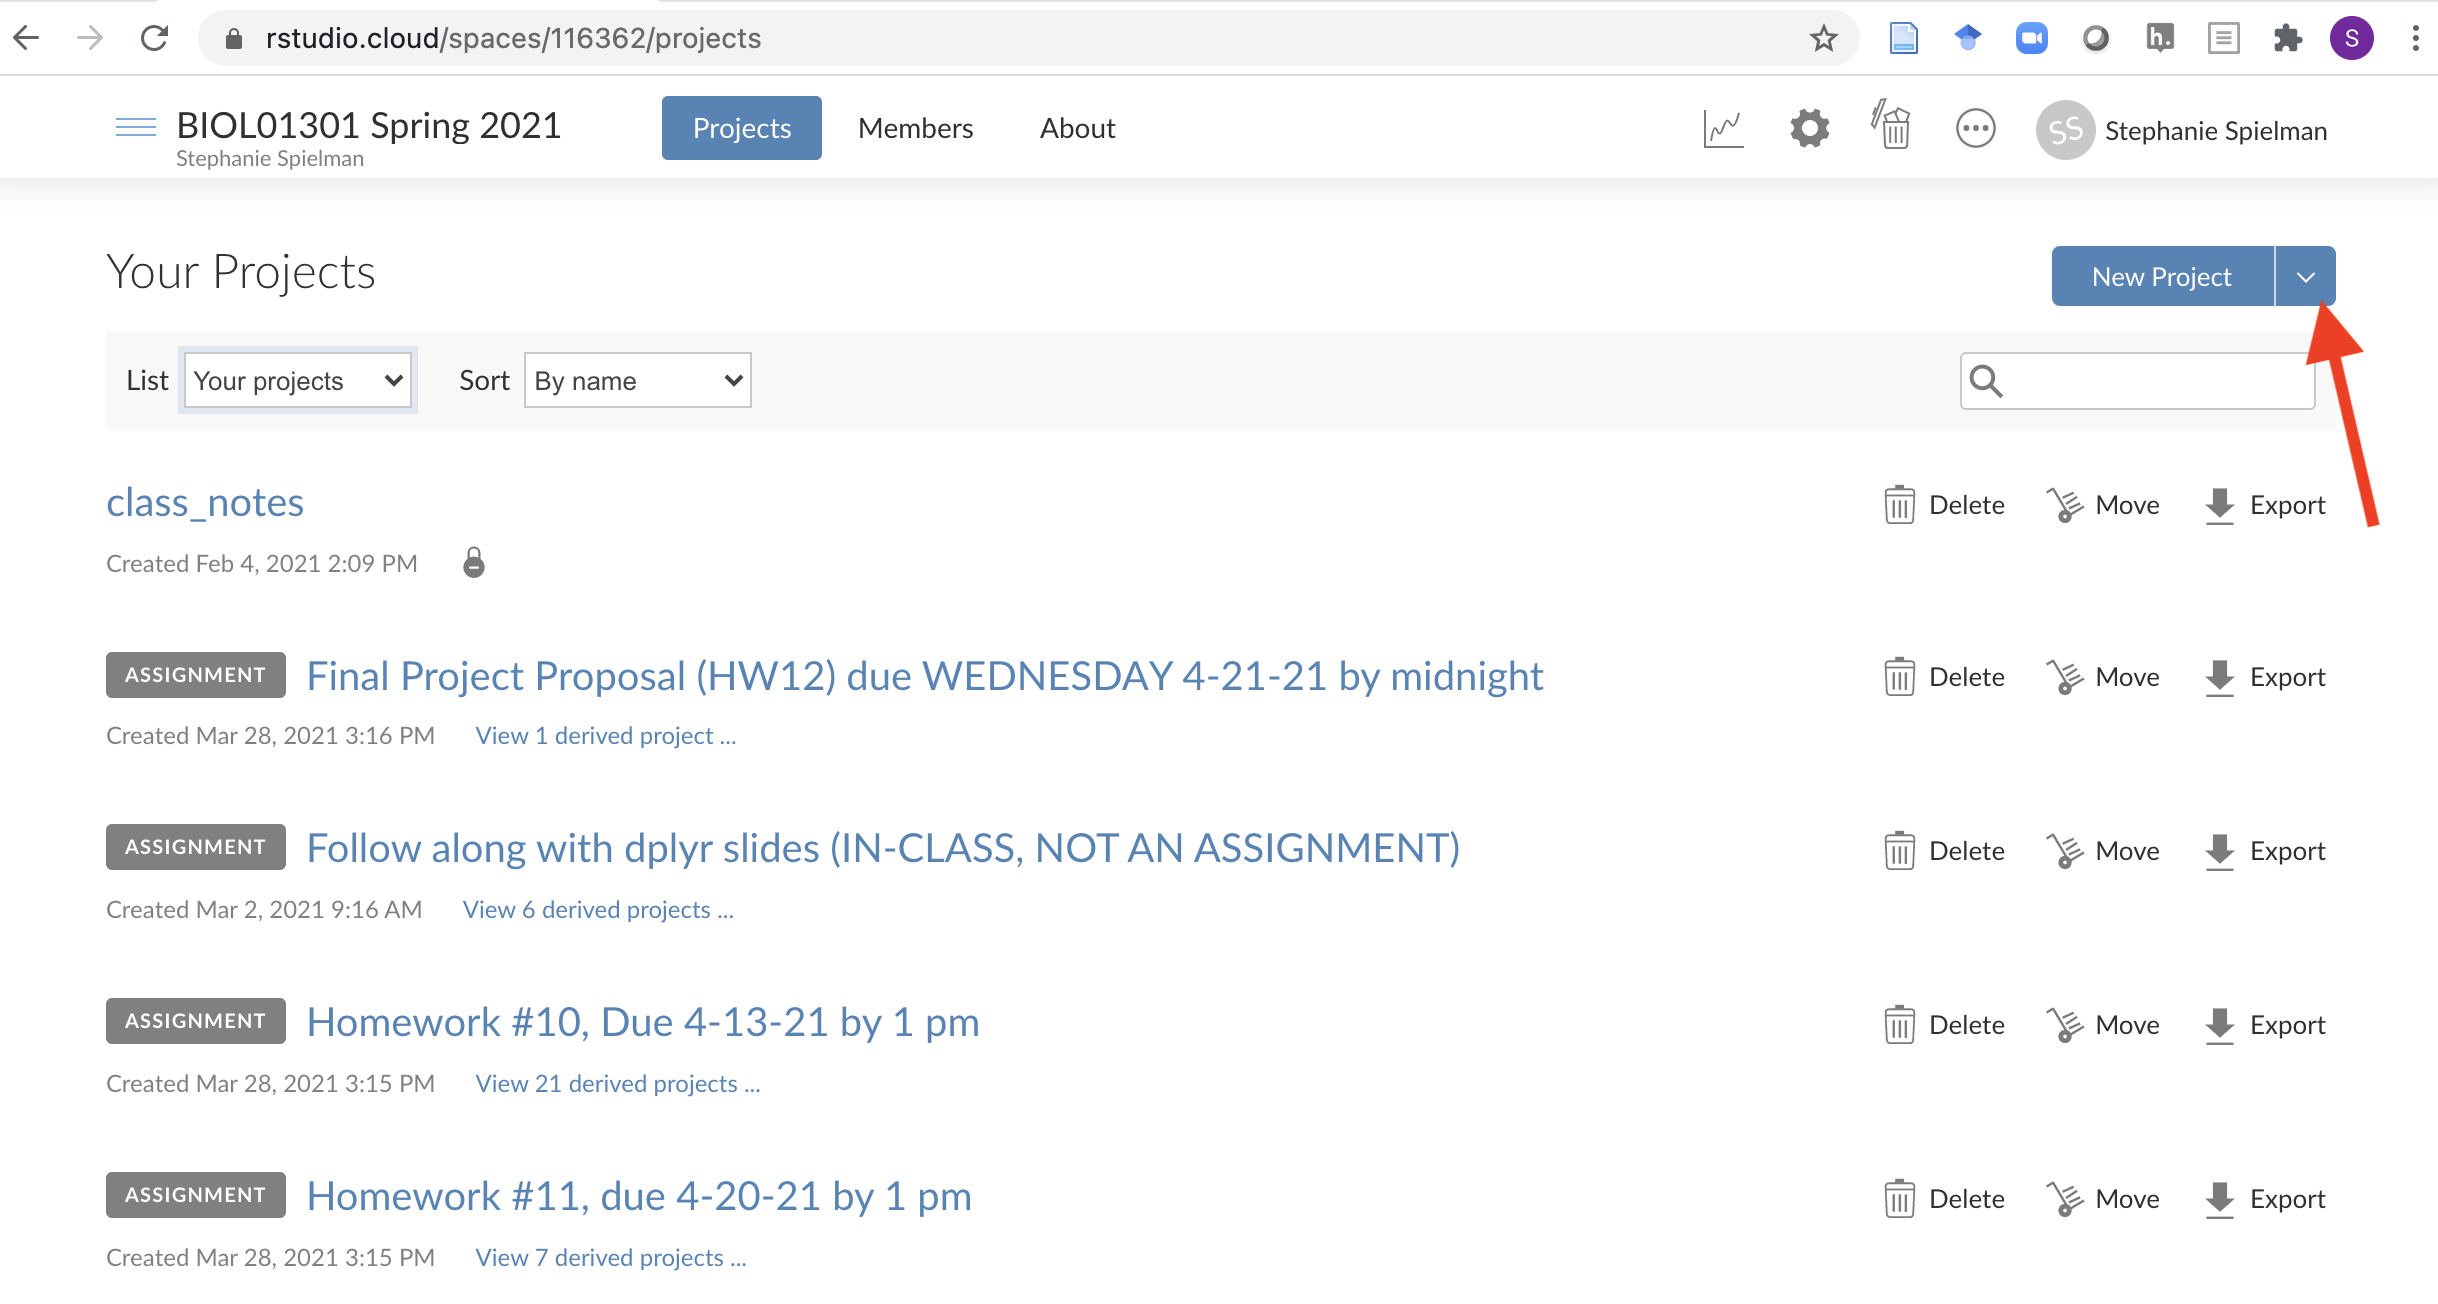 rstudio.cloud/spaces/116362/projects
h.
S
BIOL01301 Spring 2021
Stephanie Spielman
Projects
Members
About
SS
Stephanie Spielman
Your Projects
New Project
List
Your projects
Sort
By name
class_notes
Delete
Move
Export
Created Feb 4, 2021 2:09 PM
ASSIGNMENT
Final Project Proposal (HW12) due WEDNESDAY 4-21-21 by midnight
Delete
Move
Export
Created Mar 28, 2021 3:16 PM
View 1 derived project ...
ASSIGNMENT
Follow along with dplyr slides (IN-CLASS, NOT AN ASSIGNMENT)
Delete
Move
Export
Created Mar 2, 2021 9:16 AM
View 6 derived projects ...
ASSIGNMENT
Homework #10, Due 4-13-21 by 1 pm
Delete
Move
Export
Created Mar 28, 2021 3:15 PM
View 21 derived projects ...
ASSIGNMENT
Homework #11, due 4-20-21 by 1 pm
Delete
Move
Export
Created Mar 28, 2021 3:15 PM
View 7 derived projects ...